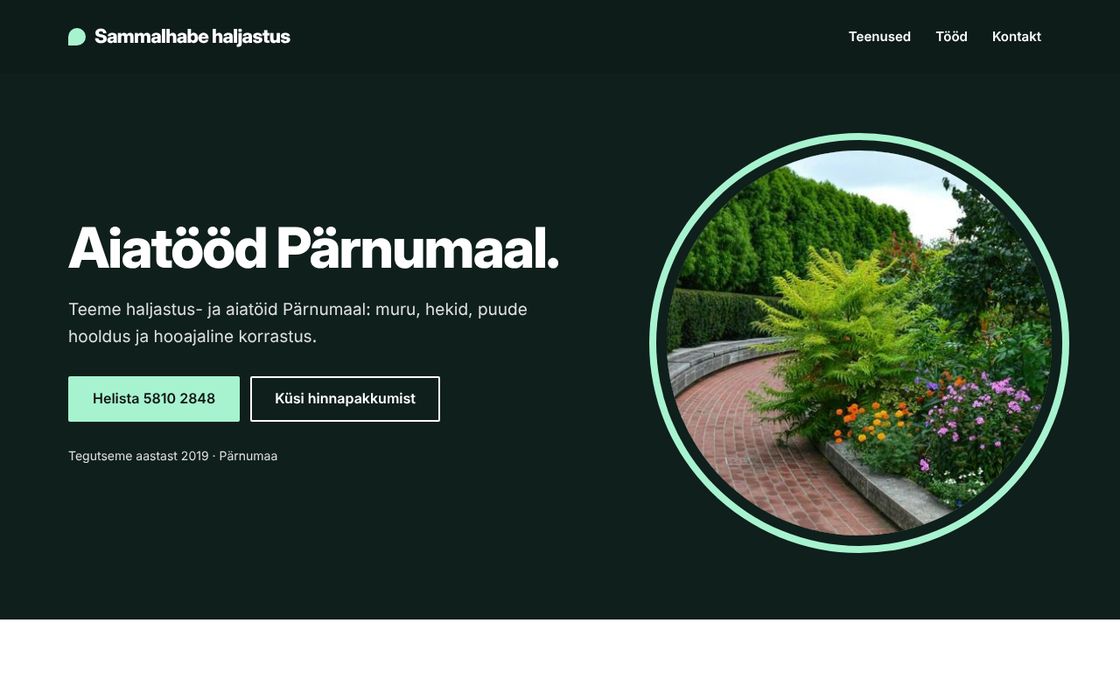 Sammalhabe haljastus
Teenused
Tööd
Kontakt
Aiatööd Pärnumaal.
Teeme haljastus- ja aiatöid Pärnumaal: muru, hekid, puude
hooldus ja hooajaline korrastus.
Helista 5810 2848
Küsi hinnapakkumist
Tegutseme aastast 2019 · Pärnumaa